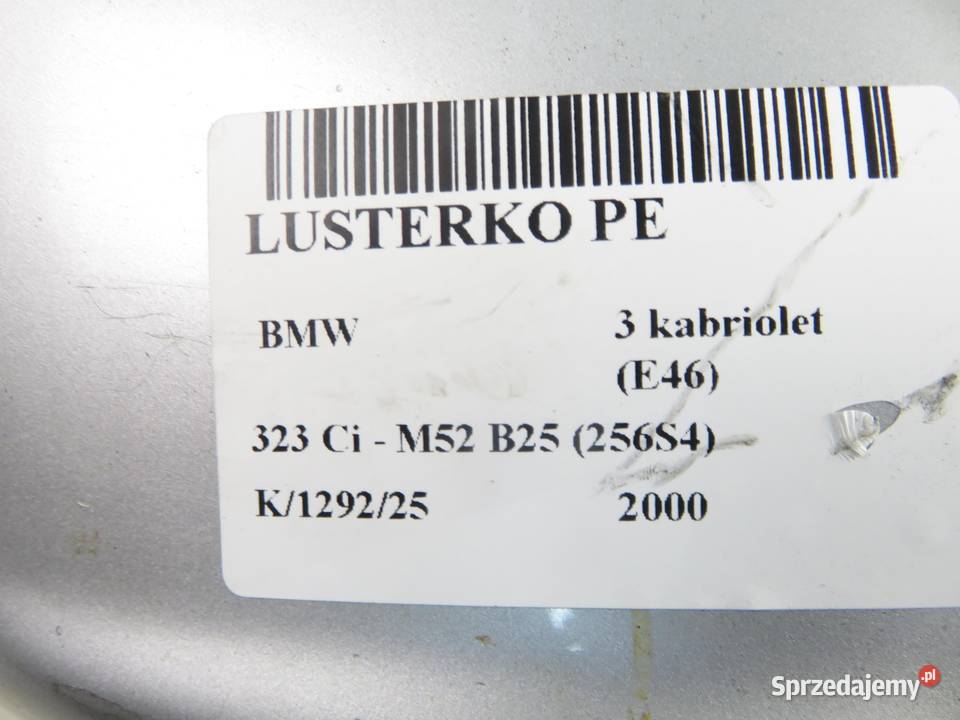 LUSTERKO PE
BMW
3 kabriolet
(E46)
323 Ci - M52 B25 (256S4)
K/1292/25
2000
Sprzedajemy.pl